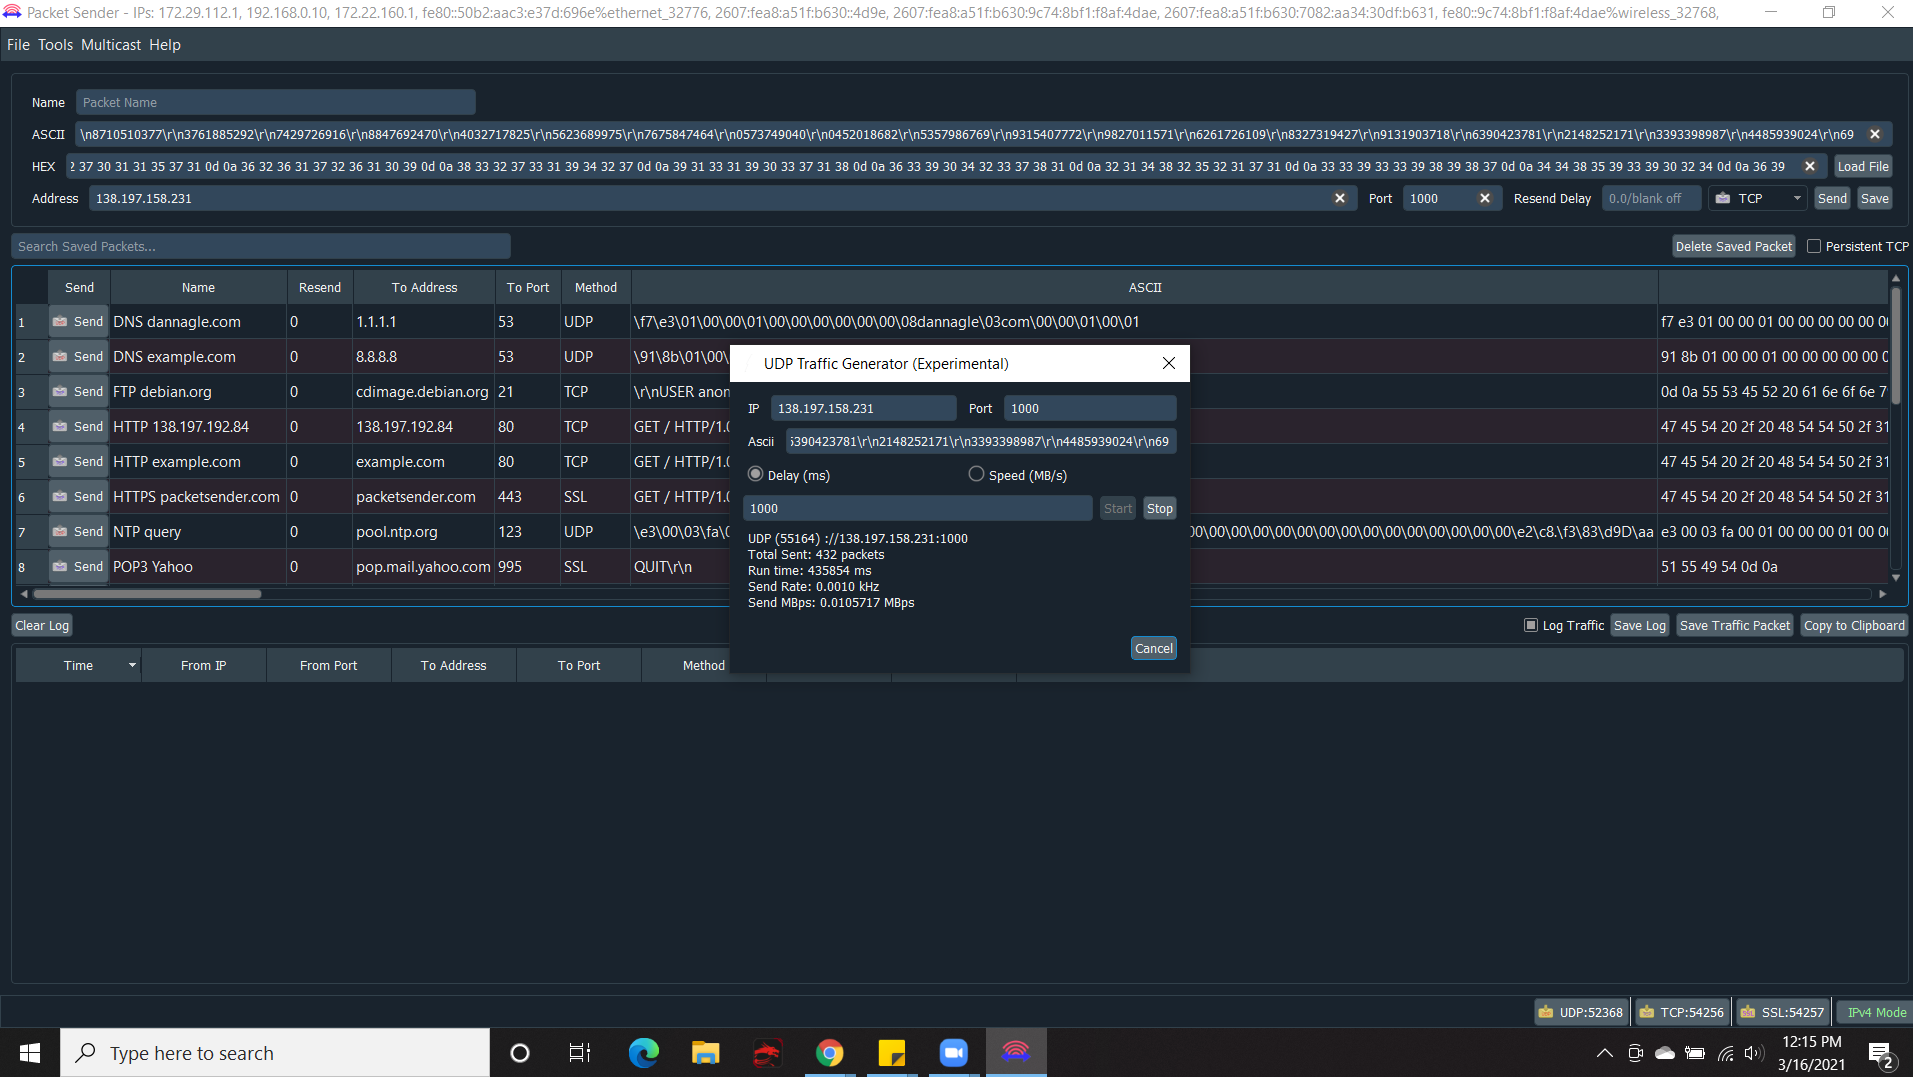 Packet Sender - IPs: 172.29.112.1, 192.168.0.10, 172.22.160.1, fe80::50b2:aac3:e37d:696e%ethernet_32776, 2607:fea8:a51f:b630::4d9e, 2607:fea8:a51f:b630:9c74:8bf1:f8af:4dae, 2607:fea8:a51f:b630:7082:aa34:30df:b631, fe80::9c74:8bf1:f8af:4dae%wireless_32768,
File Tools Multicast Help
Name Packet Name
ASCII \n8710510377\r\n3761885292\r\n7429726916\r\n8847692470\r\n4032717825\r\n5623689975\r\n7675847464\r\n0573749040\r\n0452018682\r\n5357986769\r\n9315407772\r\n9827011571\r\n6261726109\r\n8327319427\r\n9131903718\r\n6390423781\r\n2148252171\r\n3393398987\r\n4485939024\r\n69
HEX 2 37 30 31 31 35 37 31 0d 0a 36 32 36 31 37 32 36 31 30 39 0d 0a 38 33 32 37 33 31 39 34 32 37 0d 0a 39 31 33 31 39 30 33 37 31 38 0d 0a 36 33 39 30 34 32 33 37 38 31 0d 0a 32 31 34 38 32 35 32 31 37 31 0d 0a 33 33 39 33 33 39 38 39 38 37 0d 0a 34 34 38 35 39 33 39 30 32 34 0d 0a 36 39 Load File
Address 138.197.158.231 Port 1000 Resend Delay 0.0/blank off TCP Send Save
Search Saved Packets... Delete Saved Packet Persistent TCP
Send Name Resend To Address To Port Method ASCII
1 Send DNS dannagle.com 0 1.1.1.1 53 UDP \f7\e3\01\00\00\01\00\00\00\00\00\00\08dannagle\03com\00\00\01\00\01 f7 e3 01 00 00 01 00 00 00 00 00 00
2 Send DNS example.com 0 8.8.8.8 53 UDP \91\8b\01\00\ 91 8b 01 00 00 01 00 00 00 00 00 0
3 Send FTP debian.org 0 cdimage.debian.org 21 TCP \r\nUSER anon 0d 0a 55 53 45 52 20 61 6e 6f 6e 7
4 Send HTTP 138.197.192.84 0 138.197.192.84 80 TCP GET / HTTP/1.0 47 45 54 20 2f 20 48 54 54 50 2f 31
5 Send HTTP example.com 0 example.com 80 TCP GET / HTTP/1.0 47 45 54 20 2f 20 48 54 54 50 2f 31
6 Send HTTPS packetsender.com 0 packetsender.com 443 SSL GET / HTTP/1.0 47 45 54 20 2f 20 48 54 54 50 2f 31
7 Send NTP query 0 pool.ntp.org 123 UDP \e3\00\03\fa\0 00\00\00\00\00\00\00\00\00\00\00\00\00\00\00\e2\c8.\f3\83\d9D\aa e3 00 03 fa 00 01 00 00 00 01 00 00
8 Send POP3 Yahoo 0 pop.mail.yahoo.com 995 SSL QUIT\r\n 51 55 49 54 0d 0a
UDP Traffic Generator (Experimental)
IP 138.197.158.231 Port 1000
Ascii 6390423781\r\n2148252171\r\n3393398987\r\n4485939024\r\n69
Delay (ms) Speed (MB/s)
1000 Start Stop
UDP (55164) ://138.197.158.231:1000
Total Sent: 432 packets
Run time: 435854 ms
Send Rate: 0.0010 kHz
Send MBps: 0.0105717 MBps
Cancel
Clear Log Log Traffic Save Log Save Traffic Packet Copy to Clipboard
Time From IP From Port To Address To Port Method
UDP:52368 TCP:54256 SSL:54257 IPv4 Mode
Type here to search
12:15 PM
3/16/2021
2